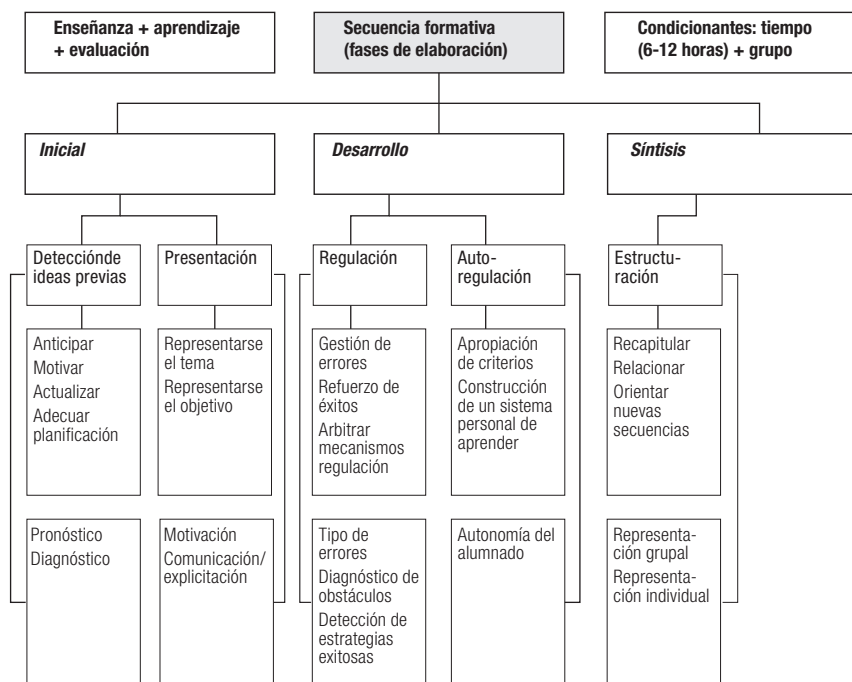 Enseñanza + aprendizaje
+ evaluación
Secuencia formativa
(fases de elaboración)
Condicionantes: tiempo
(6-12 horas) + grupo
Inicial
Desarrollo
Síntisis
Detecciónde
ideas previas
Presentación
Regulación
Auto-
regulación
Estructu-
ración
Anticipar
Motivar
Actualizar
Adecuar
planificación
Representarse
el tema
Representarse
el objetivo
Gestión de
errores
Refuerzo de
éxitos
Arbitrar
mecanismos
regulación
Apropiación
de criterios
Construcción
de un sistema
personal de
aprender
Recapitular
Relacionar
Orientar
nuevas
secuencias
Pronóstico
Diagnóstico
Motivación
Comunicación/
explicitación
Tipo de
errores
Diagnóstico de
obstáculos
Detección de
estrategias
exitosas
Autonomía del
alumnado
Representa-
ción grupal
Representa-
ción individual